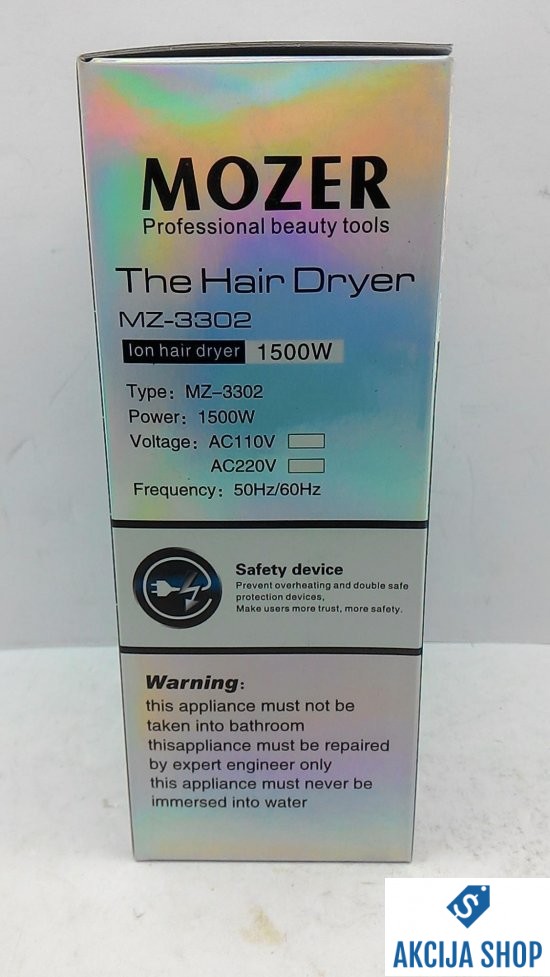 MOZER
Professional beauty tools
The Hair Dryer
MZ-3302
Ion hair dryer 1500W
Type: MZ-3302
Power: 1500W
Voltage: AC110V
AC220V
Frequency: 50Hz/60Hz
Safety device
Prevent overheating and double safe
protection devices,
Make users more trust, more safety.
Warning:
this appliance must not be
taken into bathroom
thisappliance must be repaired
by expert engineer only
this appliance must never be
immersed into water
AKCIJA SHOP